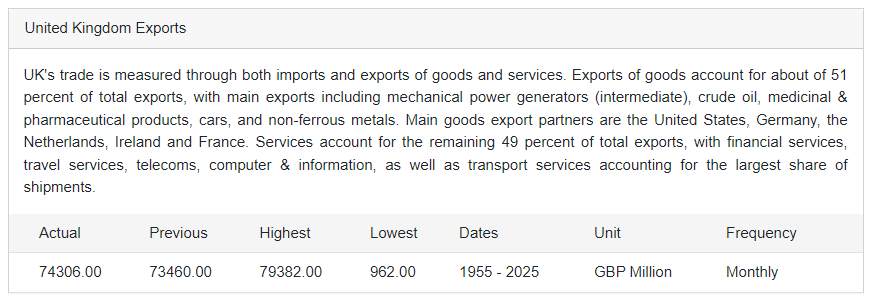 United Kingdom Exports
UK's trade is measured through both imports and exports of goods and services. Exports of goods account for about of 51
percent of total exports, with main exports including mechanical power generators (intermediate), crude oil, medicinal &
pharmaceutical products, cars, and non-ferrous metals. Main goods export partners are the United States, Germany, the
Netherlands, Ireland and France. Services account for the remaining 49 percent of total exports, with financial services,
travel services, telecoms, computer & information, as well as transport services accounting for the largest share of
shipments.
Actual Previous Highest Lowest Dates Unit Frequency
74306.00 73460.00 79382.00 962.00 1955 - 2025 GBP Million Monthly